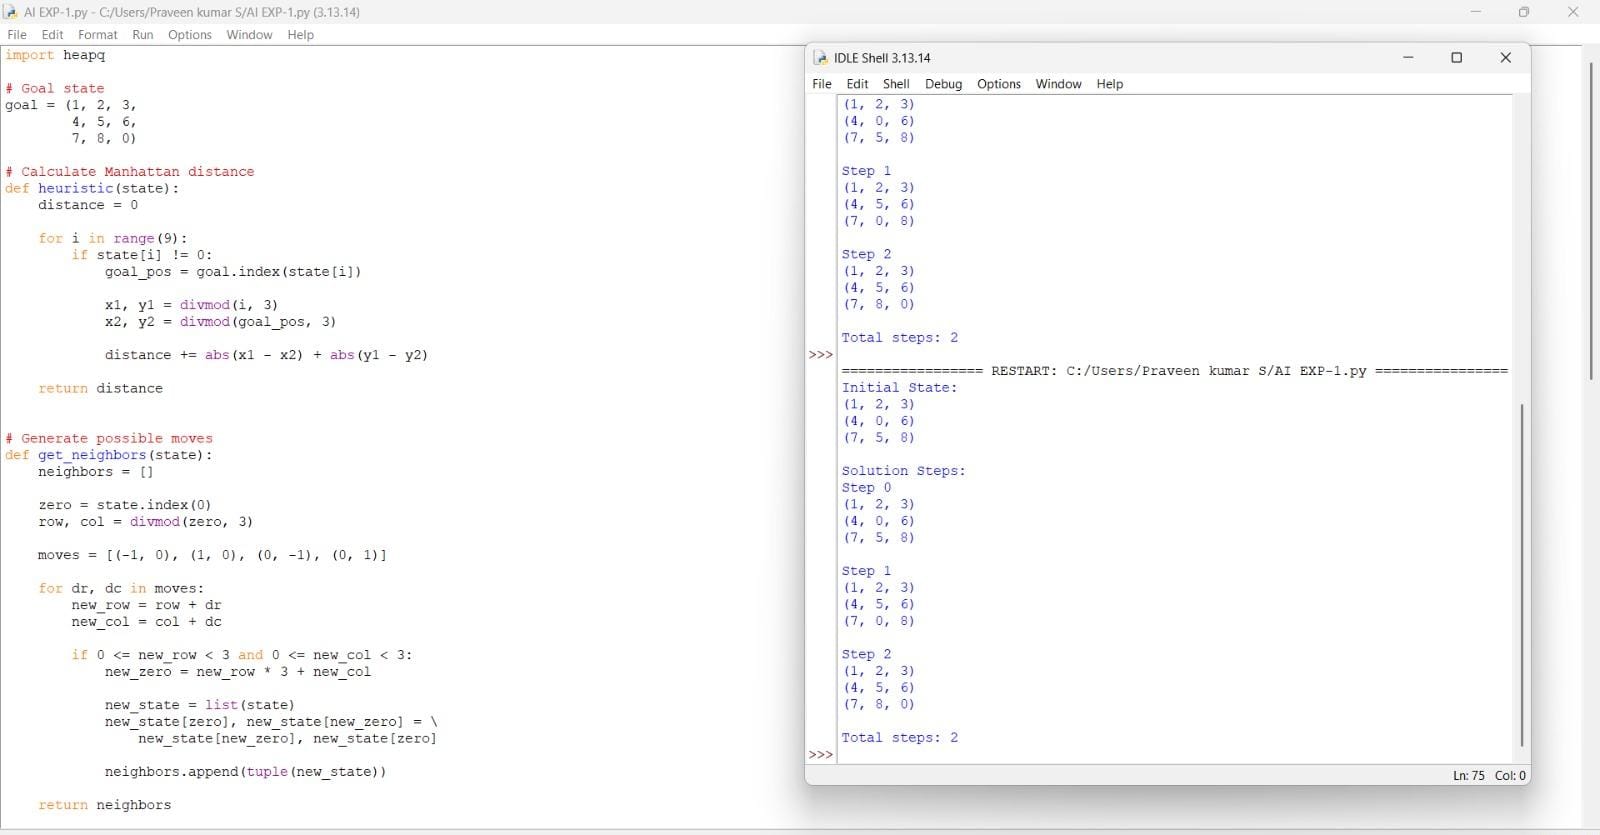 AI EXP-1.py - C:/Users/Praveen kumar S/AI EXP-1.py (3.13.14)
File Edit Format Run Options Window Help
import heapq

# Goal state
goal = (1, 2, 3,
        4, 5, 6,
        7, 8, 0)

# Calculate Manhattan distance
def heuristic(state):
    distance = 0

    for i in range(9):
        if state[i] != 0:
            goal_pos = goal.index(state[i])

            x1, y1 = divmod(i, 3)
            x2, y2 = divmod(goal_pos, 3)

            distance += abs(x1 - x2) + abs(y1 - y2)

    return distance


# Generate possible moves
def get_neighbors(state):
    neighbors = []

    zero = state.index(0)
    row, col = divmod(zero, 3)

    moves = [(-1, 0), (1, 0), (0, -1), (0, 1)]

    for dr, dc in moves:
        new_row = row + dr
        new_col = col + dc

        if 0 <= new_row < 3 and 0 <= new_col < 3:
            new_zero = new_row * 3 + new_col

            new_state = list(state)
            new_state[zero], new_state[new_zero] = \
                new_state[new_zero], new_state[zero]

            neighbors.append(tuple(new_state))

    return neighbors

IDLE Shell 3.13.14
File Edit Shell Debug Options Window Help
(1, 2, 3)
(4, 0, 6)
(7, 5, 8)

Step 1
(1, 2, 3)
(4, 5, 6)
(7, 0, 8)

Step 2
(1, 2, 3)
(4, 5, 6)
(7, 8, 0)

Total steps: 2
>>>
================= RESTART: C:/Users/Praveen kumar S/AI EXP-1.py ================
Initial State:
(1, 2, 3)
(4, 0, 6)
(7, 5, 8)

Solution Steps:
Step 0
(1, 2, 3)
(4, 0, 6)
(7, 5, 8)

Step 1
(1, 2, 3)
(4, 5, 6)
(7, 0, 8)

Step 2
(1, 2, 3)
(4, 5, 6)
(7, 8, 0)

Total steps: 2
>>>
Ln: 75 Col: 0